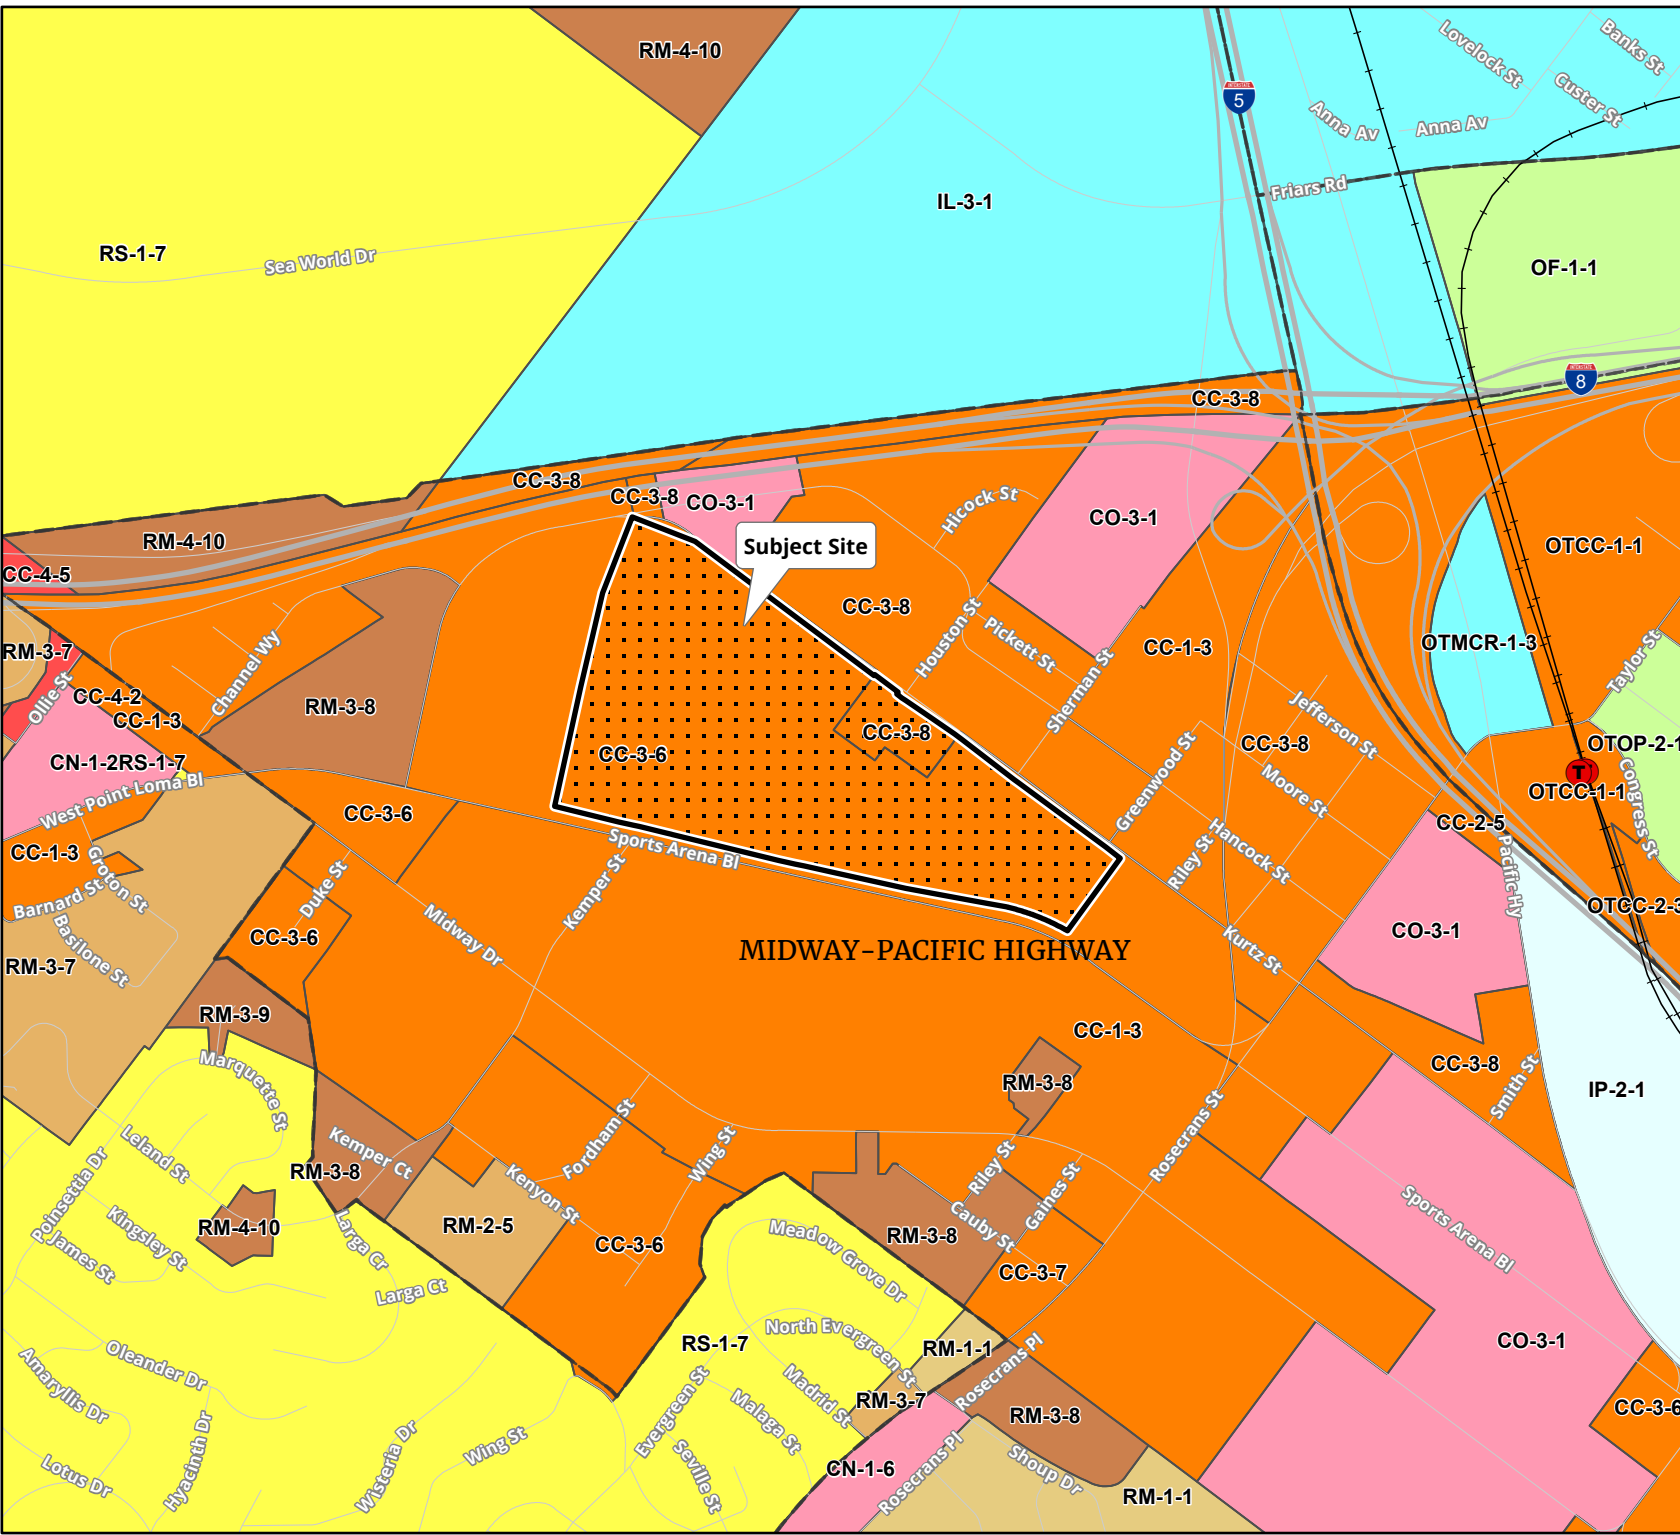 RM-4-10
Lovelock St
Banks St
INTERSTATE
5
Custer St
Anna Av
Anna Av
Friars Rd
IL-3-1
RS-1-7
Sea World Dr
OF-1-1
INTERSTATE
8
CC-3-8
CC-3-8
CC-3-8
CO-3-1
Hicock St
CO-3-1
RM-4-10
Subject Site
OTCC-1-1
CC-4-5
CC-3-8
Houston St
Pickett St
CC-1-3
OTMCR-1-3
Taylor St
RM-3-7
Channel Wy
Ollie St
CC-4-2
CC-1-3
RM-3-8
Sherman St
Jefferson St
CC-3-8
CC-3-6
CC-3-8
OTOP-2-1
CN-1-2
RS-1-7
West Point Loma Bl
T
OTCC-1-1
Congress St
Greenwood St
Moore St
CC-3-6
CC-2-5
Pacific Hy
CC-1-3
Sports Arena Bl
Hancock St
Riley St
Groton St
Barnard St
Duke St
Kemper St
OTCC-2-3
CC-3-6
Midway Dr
MIDWAY-PACIFIC HIGHWAY
Kurtz St
CO-3-1
Basilone St
RM-3-7
RM-3-9
CC-1-3
CC-3-8
RM-3-8
Smith St
IP-2-1
Marquette St
Leland St
Kemper Ct
RM-3-8
Fordham St
Wing St
Rosecrans St
Riley St
Gaines St
Poinsettia Dr
Kenyon St
Cauby St
RM-4-10
Kingsley St
Larga Cr
RM-2-5
CC-3-6
RM-3-8
Meadow Grove Dr
Sports Arena Bl
James St
CC-3-7
Larga Ct
North Evergreen St
RS-1-7
RM-1-1
CO-3-1
Oleander Dr
Rosecrans Pl
Amaryllis Dr
Madrid St
RM-3-7
Evergreen St
Malaga St
RM-3-8
CC-3-6
Hyacinth Dr
Wisteria Dr
Wing St
Seville St
Lotus Dr
CN-1-6
Rosecrans Pl
Shoup Dr
RM-1-1